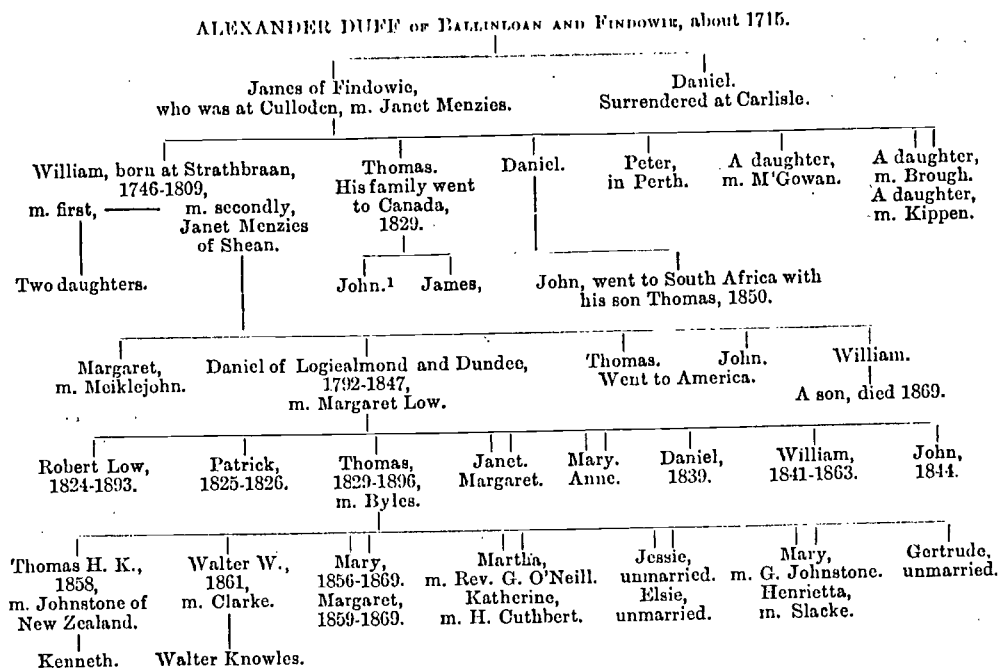 ALEXANDER DUFF OF BALLINLOAN AND FINDOWIE, about 1715.
James of Findowie,
who was at Culloden, m. Janet Menzies.
Daniel.
Surrendered at Carlisle.
William, born at Strathbraan,
1746-1809,
m. first,
m. secondly,
Janet Menzies
of Shean.
Thomas.
His family went
to Canada,
1829.
Daniel.
Peter,
in Perth.
A daughter,
m. M'Gowan.
A daughter,
m. Brough.
A daughter,
m. Kippen.
Two daughters.
John.¹
James,
John, went to South Africa with
his son Thomas, 1850.
Margaret,
m. Meiklejohn.
Daniel of Logiealmond and Dundee,
1792-1847,
m. Margaret Low.
Thomas.
John.
Went to America.
William.
A son, died 1869.
Robert Low,
1824-1893.
Patrick,
1825-1826.
Thomas,
1829-1896,
m. Byles.
Janet.
Margaret.
Mary.
Anne.
Daniel,
1839.
William,
1841-1863.
John,
1844.
Thomas H. K.,
1858,
m. Johnstone of
New Zealand.
Walter W.,
1861,
m. Clarke.
Mary,
1856-1869.
Margaret,
1859-1869.
Martha,
m. Rev. G. O'Neill.
Katherine,
m. H. Cuthbert.
Jessie,
unmarried.
Elsie,
unmarried.
Mary,
m. G. Johnstone.
Henrietta,
m. Slacke.
Gertrude,
unmarried.
Kenneth.
Walter Knowles.